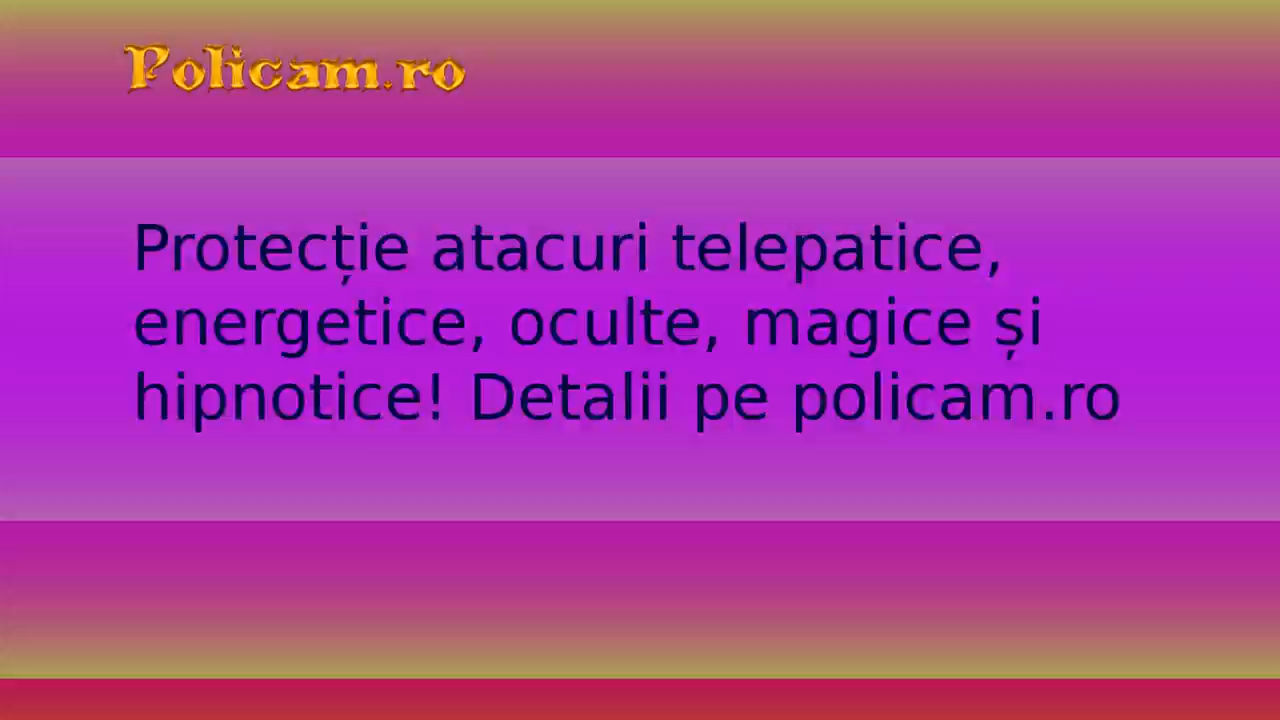 Policam.ro
Protecție atacuri telepatice,
energetice, oculte, magice și
hipnotice! Detalii pe policam.ro